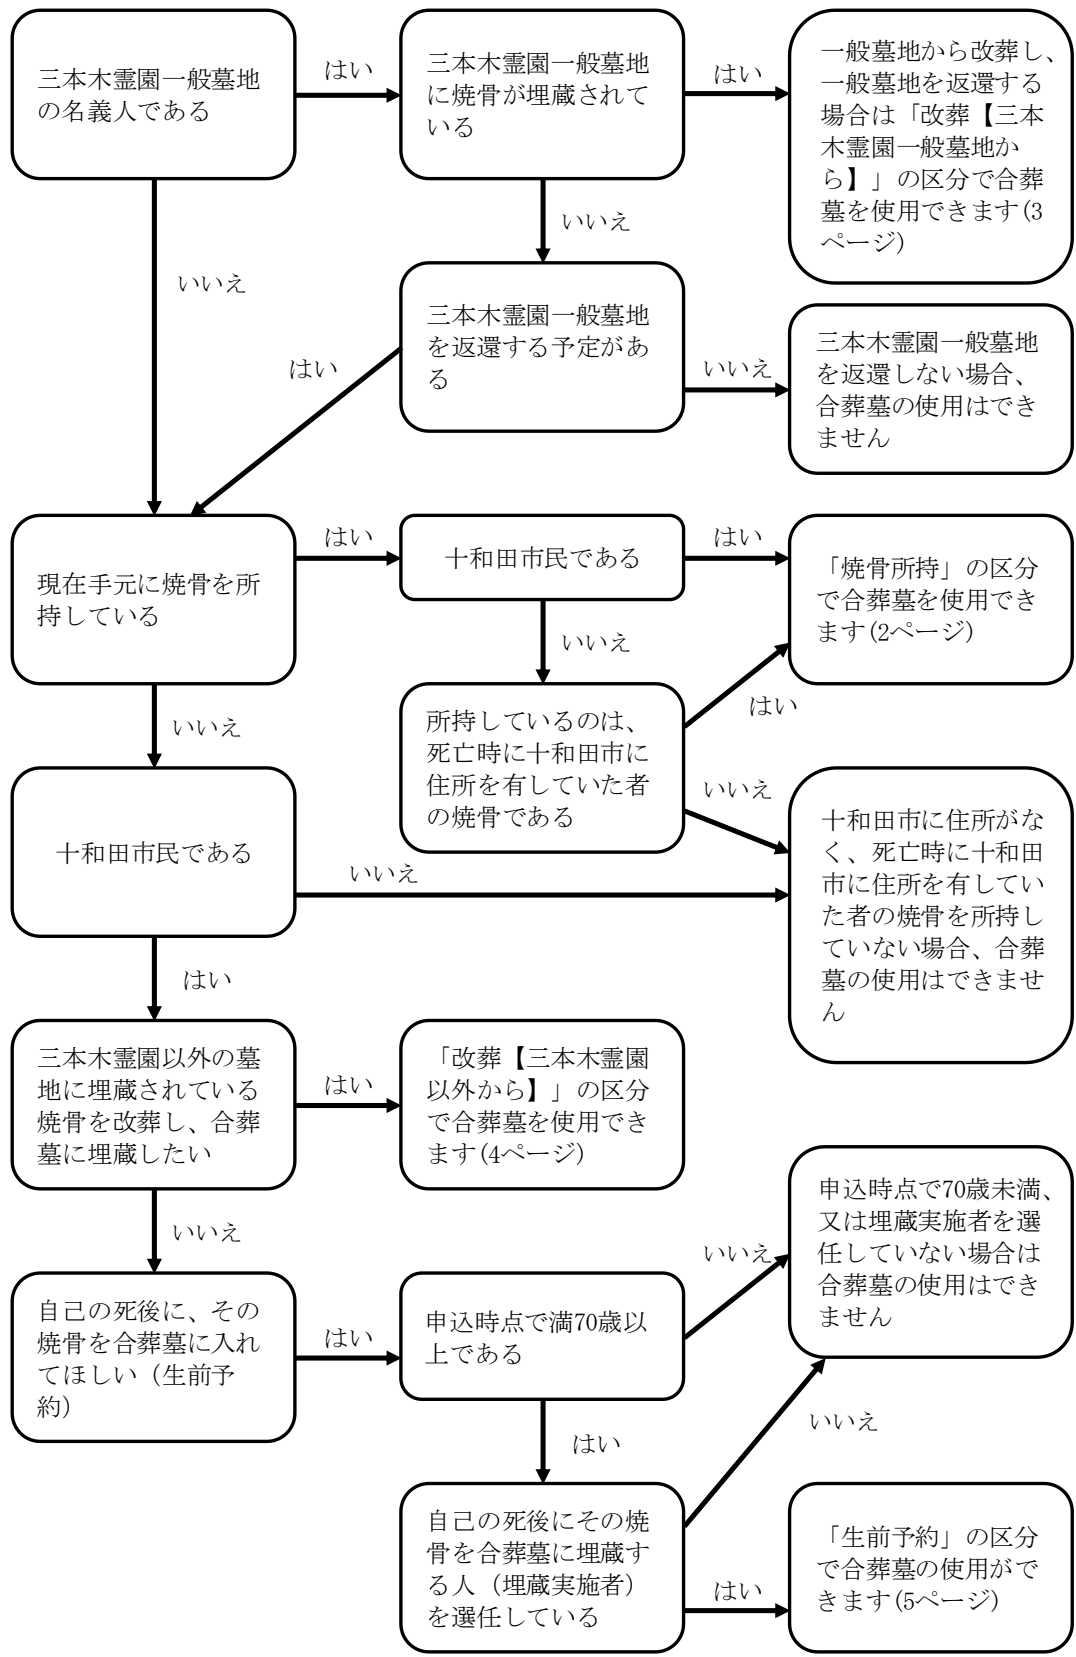 三本木霊園一般墓地
の名義人である
はい
三本木霊園一般墓地
に焼骨が埋蔵されて
いる
はい
一般墓地から改葬し、
一般墓地を返還する
場合は「改葬【三本
木霊園一般墓地か
ら】」の区分で合葬
墓を使用できます(3
ページ)
いいえ
いいえ
三本木霊園一般墓地
を返還する予定があ
る
はい
いいえ
三本木霊園一般墓地
を返還しない場合、
合葬墓の使用はでき
ません
現在手元に焼骨を所
持している
はい
十和田市民である
はい
「焼骨所持」の区分
で合葬墓を使用でき
ます(2ページ)
いいえ
所持しているのは、
死亡時に十和田市に
住所を有していた者
の焼骨である
はい
いいえ
いいえ
十和田市民である
いいえ
十和田市に住所がな
く、死亡時に十和田
市に住所を有してい
た者の焼骨を所持し
ていない場合、合葬
墓の使用はできませ
ん
はい
三本木霊園以外の墓
地に埋蔵されている
焼骨を改葬し、合葬
墓に埋蔵したい
はい
「改葬【三本木霊園
以外から】」の区分
で合葬墓を使用でき
ます(4ページ)
いいえ
自己の死後に、その
焼骨を合葬墓に入れ
てほしい（生前予
約）
はい
申込時点で満70歳以
上である
いいえ
申込時点で70歳未満、
又は埋蔵実施者を選
任していない場合は
合葬墓の使用はでき
ません
はい
いいえ
自己の死後にその焼
骨を合葬墓に埋蔵す
る人（埋蔵実施者）
を選任している
はい
「生前予約」の区分
で合葬墓の使用がで
きます(5ページ)